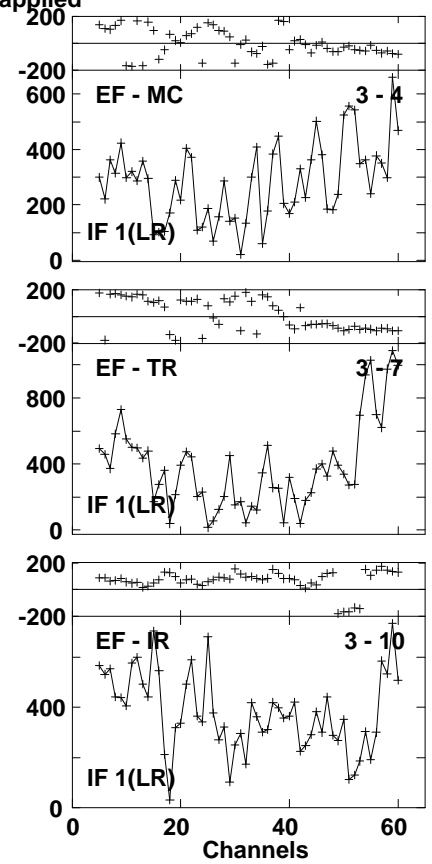 applied
200
-200
600
EF - MC 3 - 4
400
200
IF 1(LR)
0
200
-200
EF - TR 3 - 7
800
400
IF 1(LR)
0
200
-200
EF - IR 3 - 10
400
IF 1(LR)
0
0 20 40 60
Channels